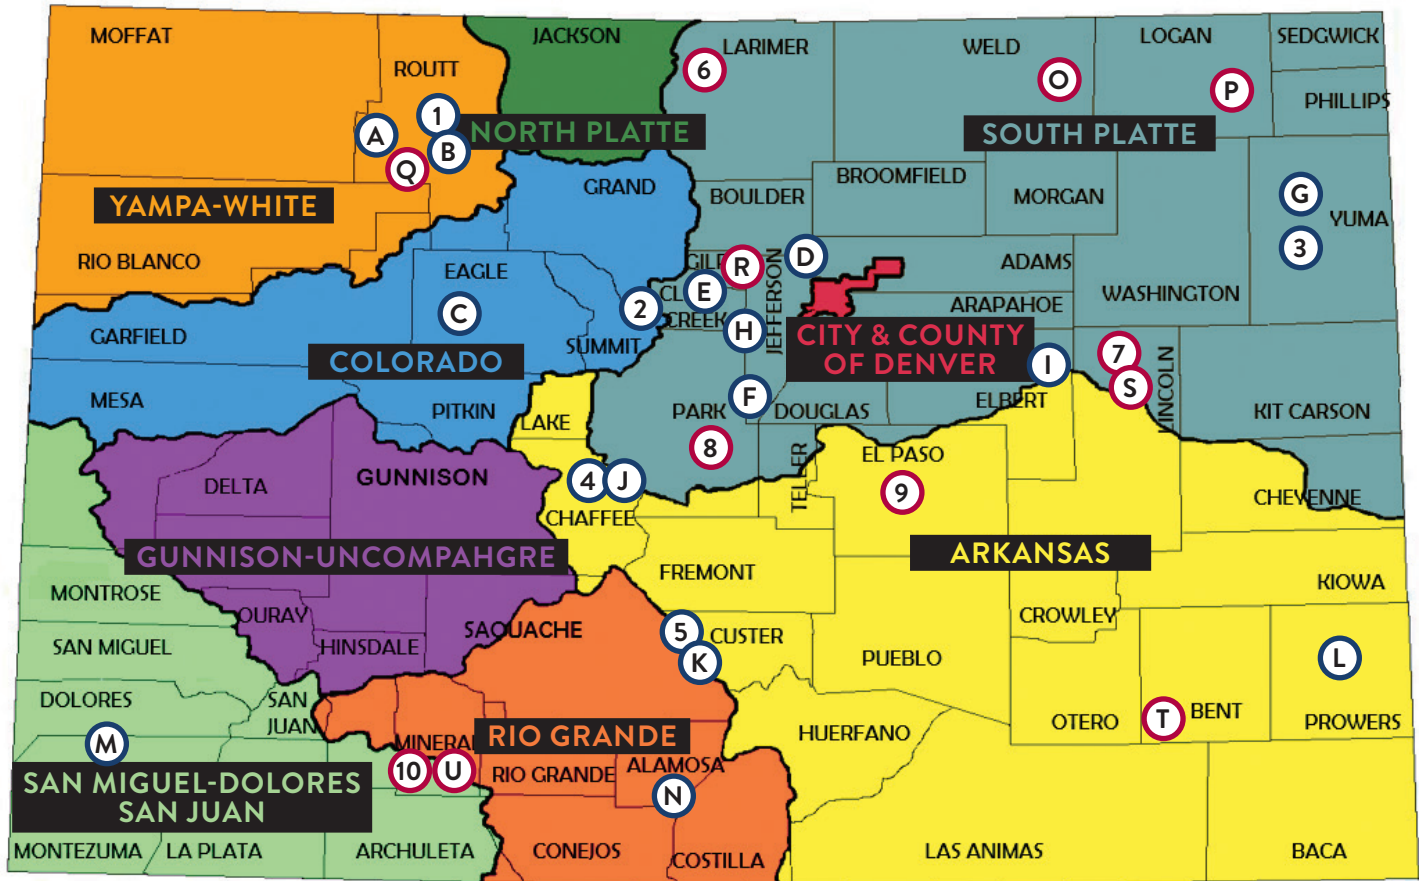 MOFFAT
JACKSON
LARIMER
WELD
LOGAN
SEDGWICK
ROUTT
6
O
P
PHILLIPS
1
A
NORTH PLATTE
SOUTH PLATTE
B
Q
GRAND
BROOMFIELD
YAMPA-WHITE
BOULDER
MORGAN
G
YUMA
3
RIO BLANCO
EAGLE
GILP
R
JEFFERSON
D
ADAMS
C
2
CL
E
CREEK
ARAPAHOE
WASHINGTON
GARFIELD
COLORADO
SUMMIT
H
CITY & COUNTY
OF DENVER
I
7
S
LINCOLN
MESA
PITKIN
LAKE
PARK
F
DOUGLAS
ELBERT
KIT CARSON
8
TELLER
EL PASO
9
DELTA
GUNNISON
4
J
CHEYENNE
CHAFFEE
GUNNISON-UNCOMPAHGRE
ARKANSAS
FREMONT
KIOWA
MONTROSE
OURAY
SAOUACHE
5
CUSTER
CROWLEY
SAN MIGUEL
HINSDALE
K
PUEBLO
L
DOLORES
SAN
JUAN
M
MINERAL
RIO GRANDE
HUERFANO
OTERO
T
BENT
PROWERS
SAN MIGUEL-DOLORES
SAN JUAN
10
U
RIO GRANDE
ALAMOSA
N
MONTEZUMA
LA PLATA
ARCHULETA
CONEJOS
COSTILLA
LAS ANIMAS
BACA